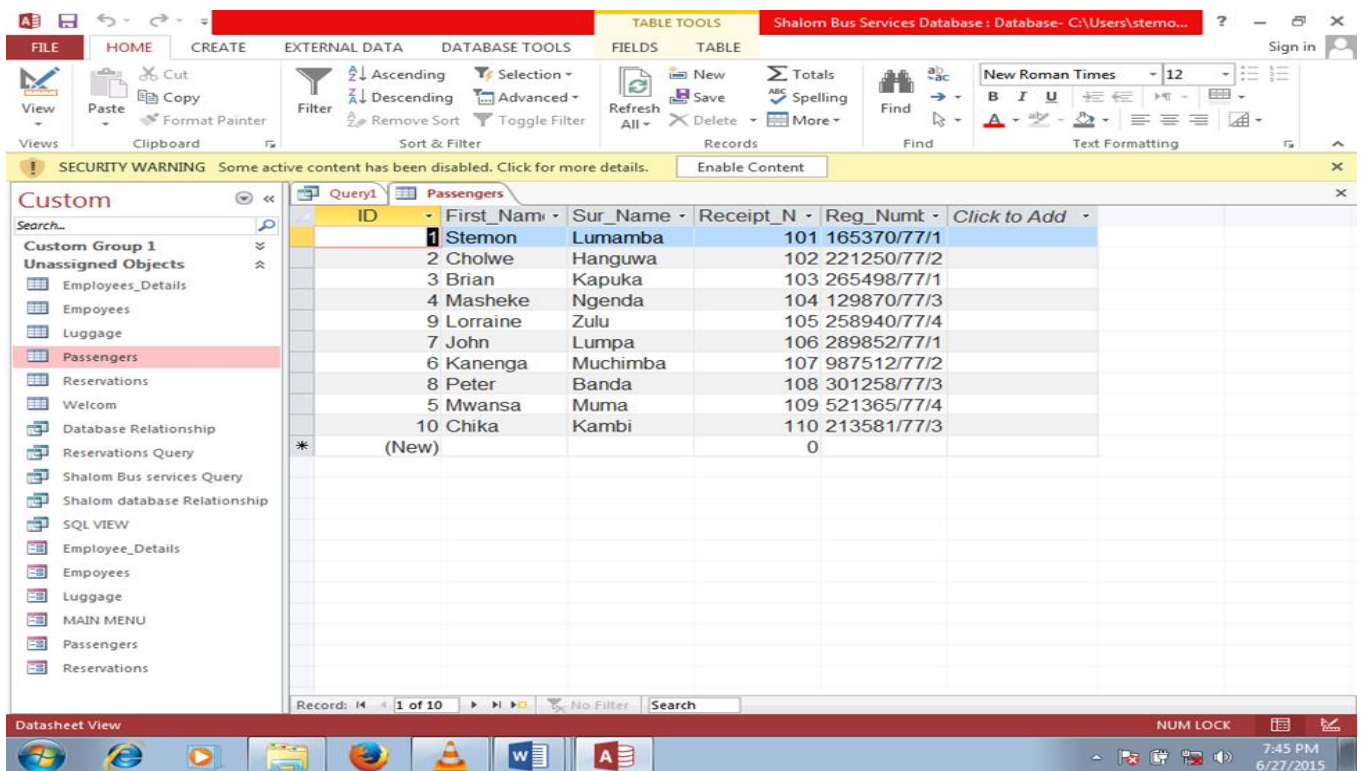 TABLE TOOLS Shalom Bus Services Database : Database- C:\Users\stemo... ? 
FILE HOME CREATE EXTERNAL DATA DATABASE TOOLS FIELDS TABLE Sign in
View
Views
Paste
Cut
Copy
Format Painter
Clipboard
Filter
Ascending
Descending
Remove Sort
Selection
Advanced
Toggle Filter
Sort & Filter
Refresh
All
New
Save
Delete
Totals
Spelling
More
Records
Find
Find
New Roman Times 12
B I U
A
Text Formatting
SECURITY WARNING Some active content has been disabled. Click for more details. Enable Content
Custom
Search...
Custom Group 1
Unassigned Objects
Employees_Details
Empoyees
Luggage
Passengers
Reservations
Welcom
Database Relationship
Reservations Query
Shalom Bus services Query
Shalom database Relationship
SQL VIEW
Employee_Details
Empoyees
Luggage
MAIN MENU
Passengers
Reservations
Query1 Passengers
ID First_Name Sur_Name Receipt_N Reg_Numb Click to Add
1 Stemon Lumamba 101 165370/77/1
2 Cholwe Hanguwa 102 221250/77/2
3 Brian Kapuka 103 265498/77/1
4 Masheke Ngenda 104 129870/77/3
9 Lorraine Zulu 105 258940/77/4
7 John Lumpa 106 289852/77/1
6 Kanenga Muchimba 107 987512/77/2
8 Peter Banda 108 301258/77/3
5 Mwansa Muma 109 521365/77/4
10 Chika Kambi 110 213581/77/3
* (New) 0
Record: 1 of 10 No Filter Search
Datasheet View NUM LOCK
7:45 PM
6/27/2015